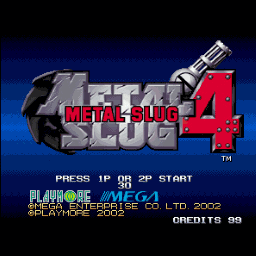 METAL SLUG 4
METAL SLUG
TM
PRESS 1P OR 2P START
30
PLAYMORE MEGA
©MEGA ENTERPRISE CO. LTD. 2002
©PLAYMORE 2002
CREDITS 99